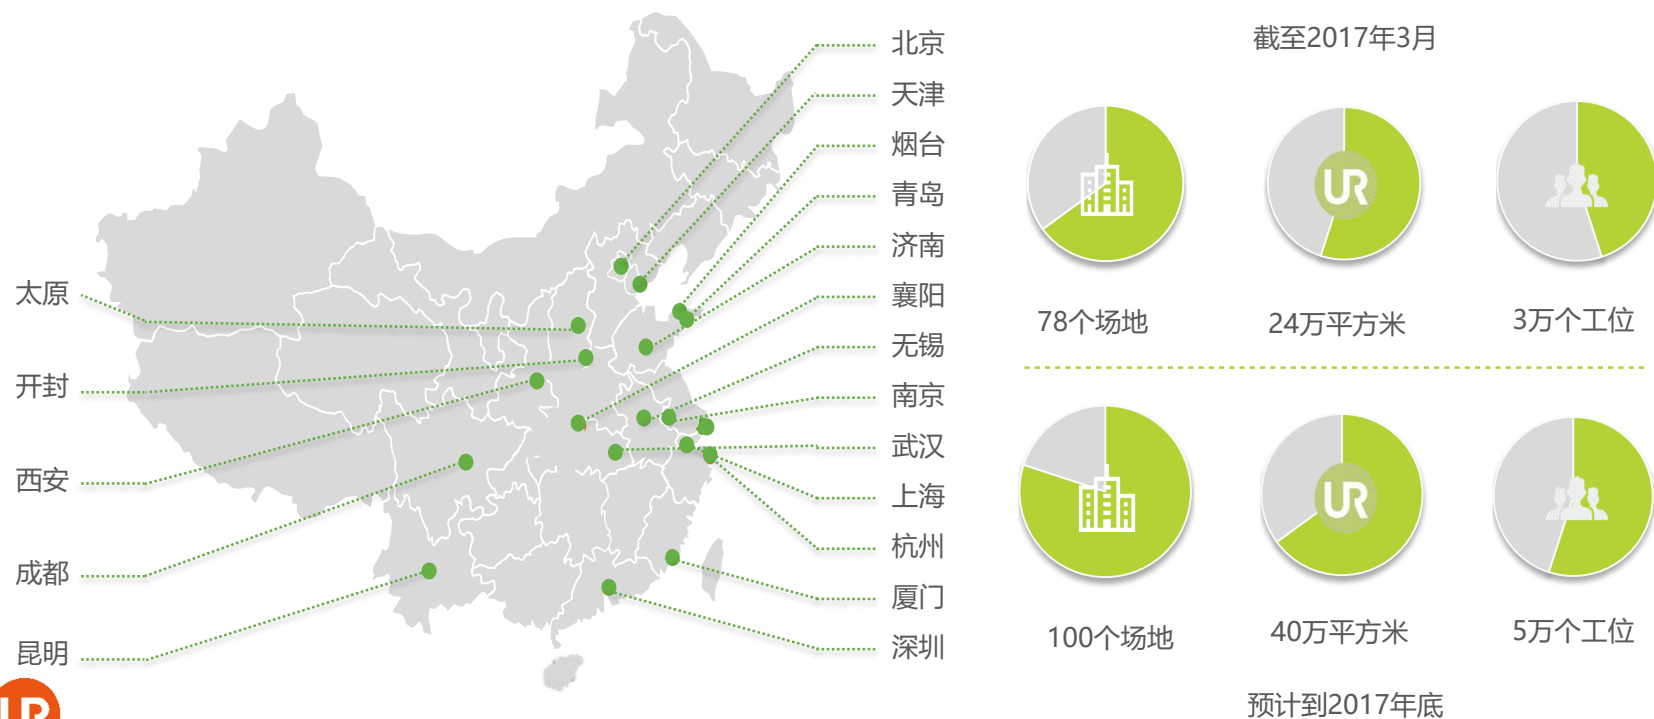 太原
开封
西安
成都
昆明
北京
天津
烟台
青岛
济南
襄阳
无锡
南京
武汉
上海
杭州
厦门
深圳
截至2017年3月
UR
78个场地
24万平方米
3万个工位
UR
100个场地
40万平方米
5万个工位
预计到2017年底
UR